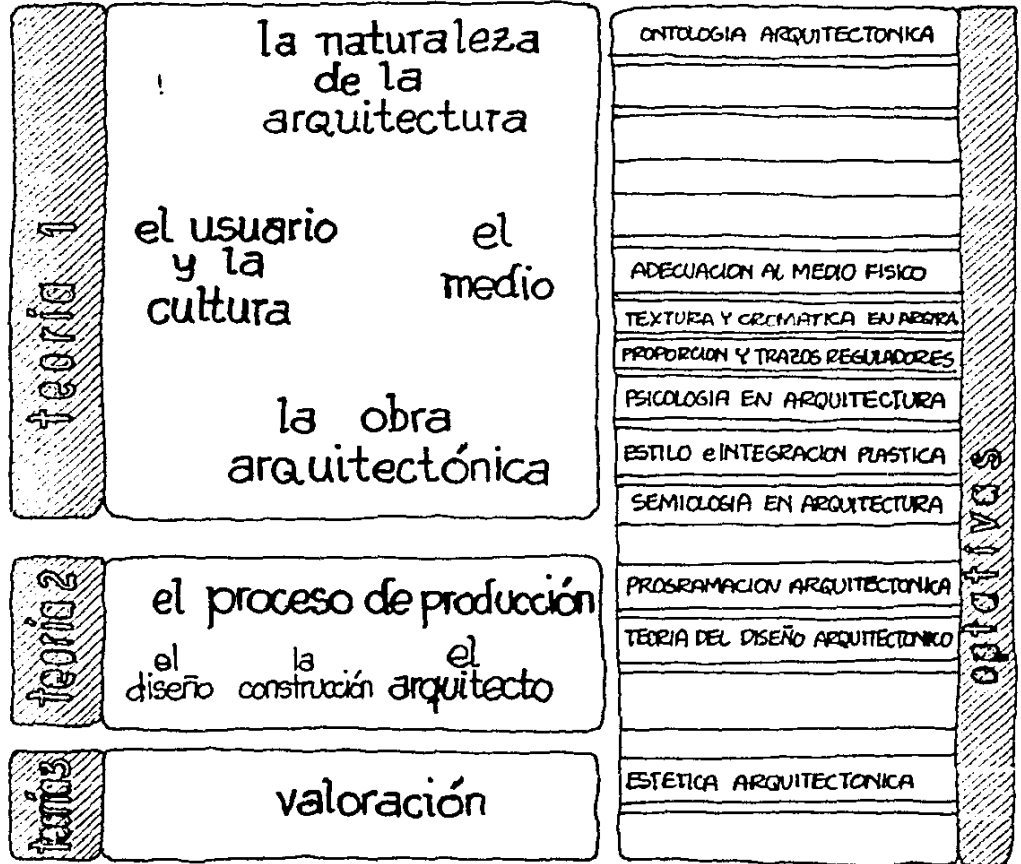 teoría 1
la naturaleza
de la
arquitectura
el usuario
y la
cultura
el
medio
la obra
arquitectónica
teoría 2
el proceso de producción
el
diseño
la
construcción
el
arquitecto
teoría 3
valoración
ONTOLOGIA ARQUITECTONICA
ADECUACION AL MEDIO FISICO
TEXTURA Y CROMATICA EN ARQRA
PROPORCION Y TRAZOS REGULADORES
PSICOLOGIA EN ARQUITECTURA
ESTILO e INTEGRACION PLASTICA
SEMIOLOGIA EN ARQUITECTURA
PROGRAMACION ARQUITECTONICA
TEORIA DEL DISEÑO ARQUITECTONICO
ESTETICA ARQUITECTONICA
optativas